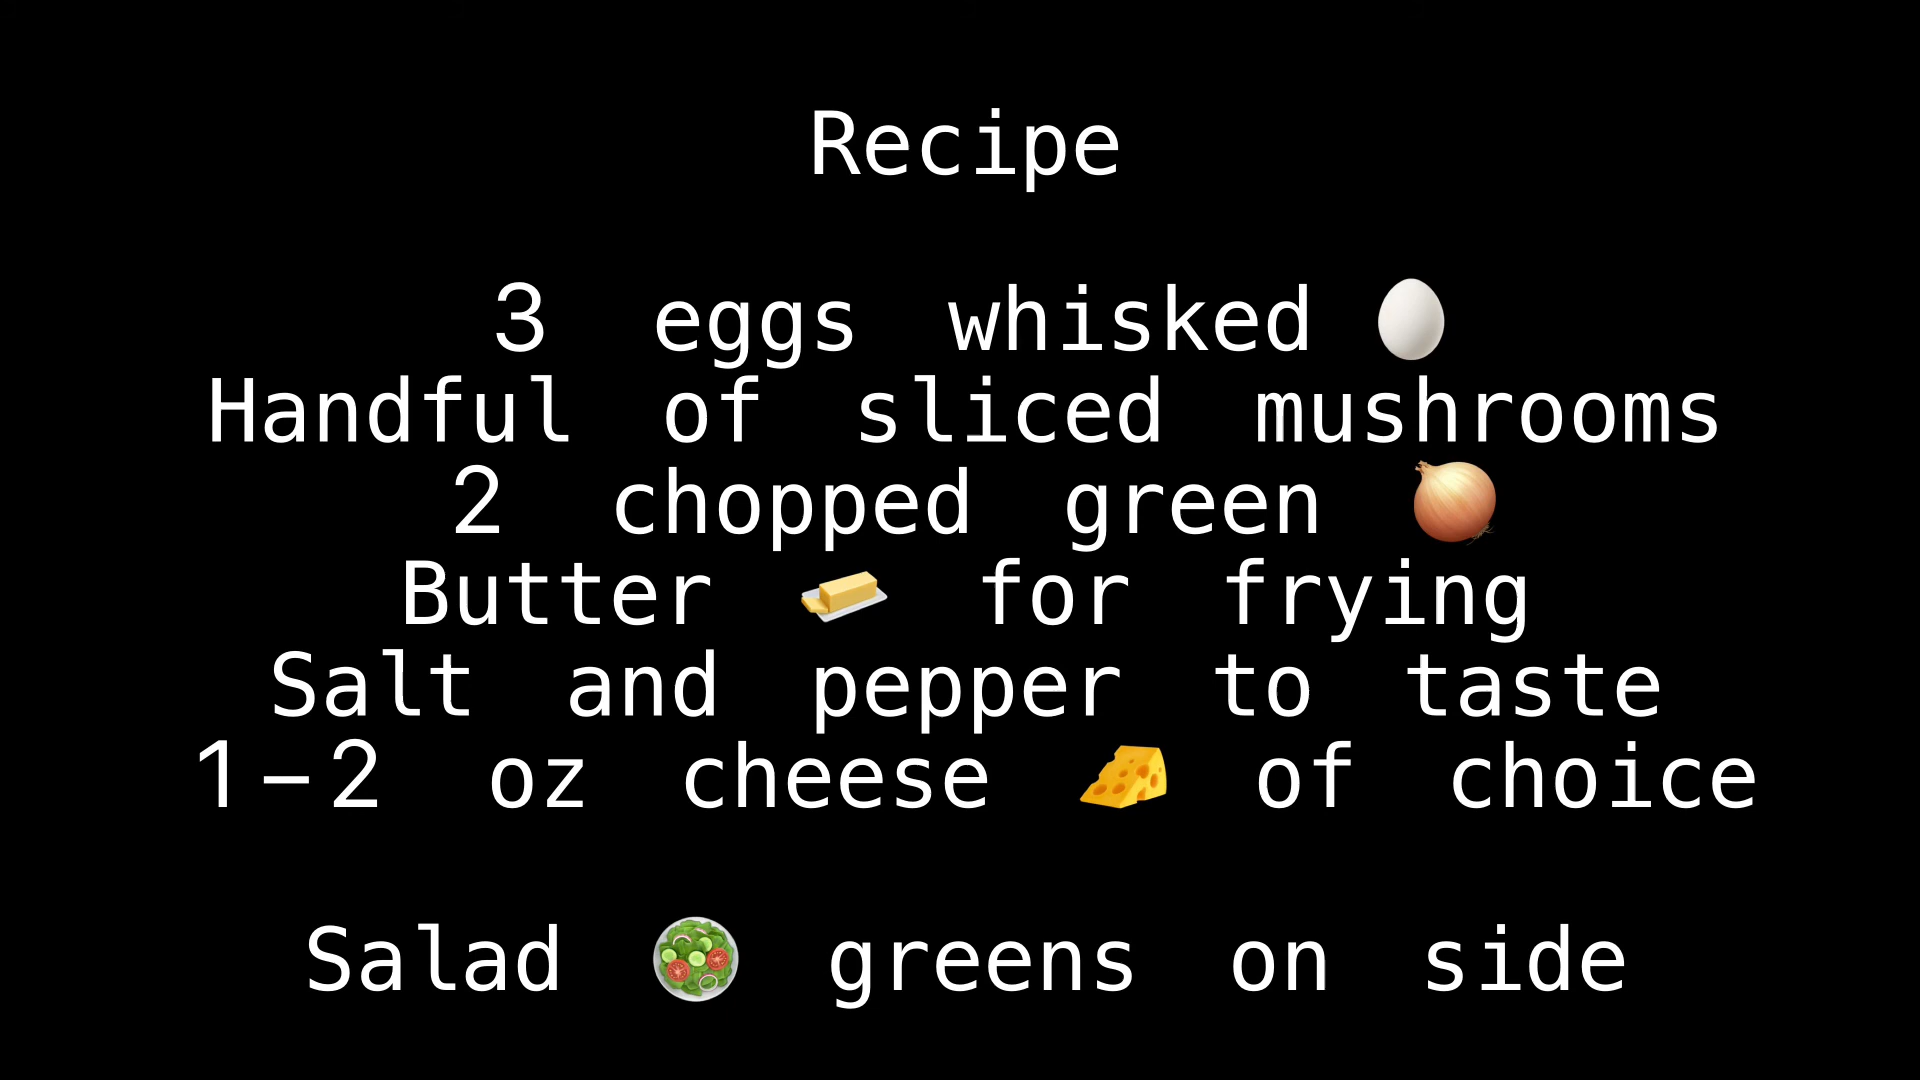 Recipe
3 eggs whisked 🥚
Handful of sliced mushrooms
2 chopped green 🧅
Butter 🧈 for frying
Salt and pepper to taste
1-2 oz cheese 🧀 of choice
Salad 🥗 greens on side